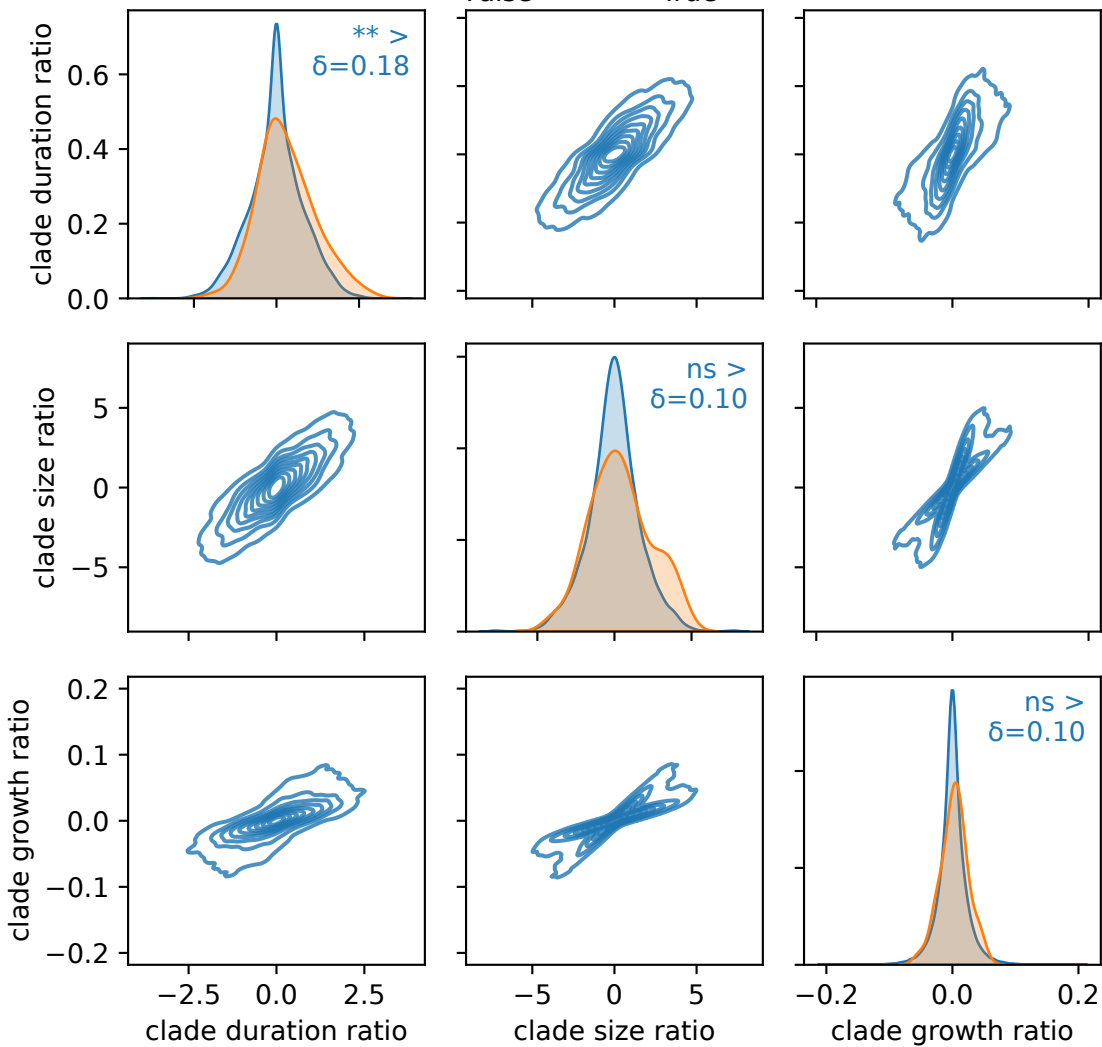 clade duration ratio
0.6
0.4
0.2
0.0
** >
δ=0.18
clade size ratio
5
0
−5
ns >
δ=0.10
clade growth ratio
0.2
0.1
0.0
−0.1
−0.2
ns >
δ=0.10
−2.5 0.0 2.5
−5 0 5
−0.2 0.0 0.2
clade duration ratio
clade size ratio
clade growth ratio